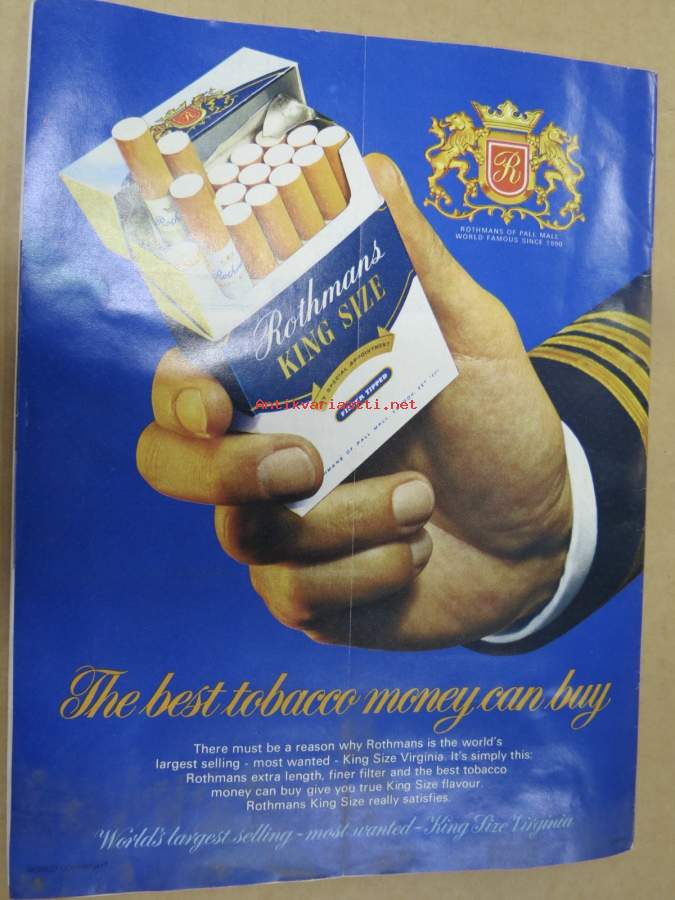 R
ROTHMANS OF PALL MALL
WORLD FAMOUS SINCE 1890
R
Rothmans
KING SIZE
SPECIAL APPOINTMENT
FILTER TIPPED
Antikvariaatti.net
OF PALL MALL
The best tobacco money can buy
There must be a reason why Rothmans is the world's
largest selling - most wanted - King Size Virginia. It's simply this:
Rothmans extra length, finer filter and the best tobacco
money can buy give you true King Size flavour.
Rothmans King Size really satisfies.
World's largest selling - most wanted - King Size Virginia